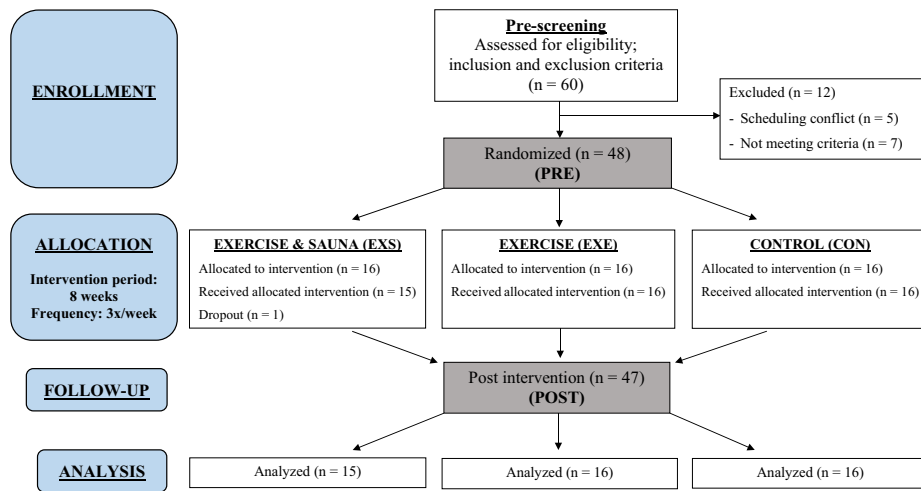 ENROLLMENT
Pre-screening
Assessed for eligibility;
inclusion and exclusion criteria
(n = 60)
Excluded (n = 12)
- Scheduling conflict (n = 5)
- Not meeting criteria (n = 7)
Randomized (n = 48)
(PRE)
ALLOCATION
Intervention period:
8 weeks
Frequency: 3x/week
EXERCISE & SAUNA (EXS)
Allocated to intervention (n = 16)
Received allocated intervention (n = 15)
Dropout (n = 1)
EXERCISE (EXE)
Allocated to intervention (n = 16)
Received allocated intervention (n = 16)
CONTROL (CON)
Allocated to intervention (n = 16)
Received allocated intervention (n = 16)
FOLLOW-UP
Post intervention (n = 47)
(POST)
ANALYSIS
Analyzed (n = 15)
Analyzed (n = 16)
Analyzed (n = 16)